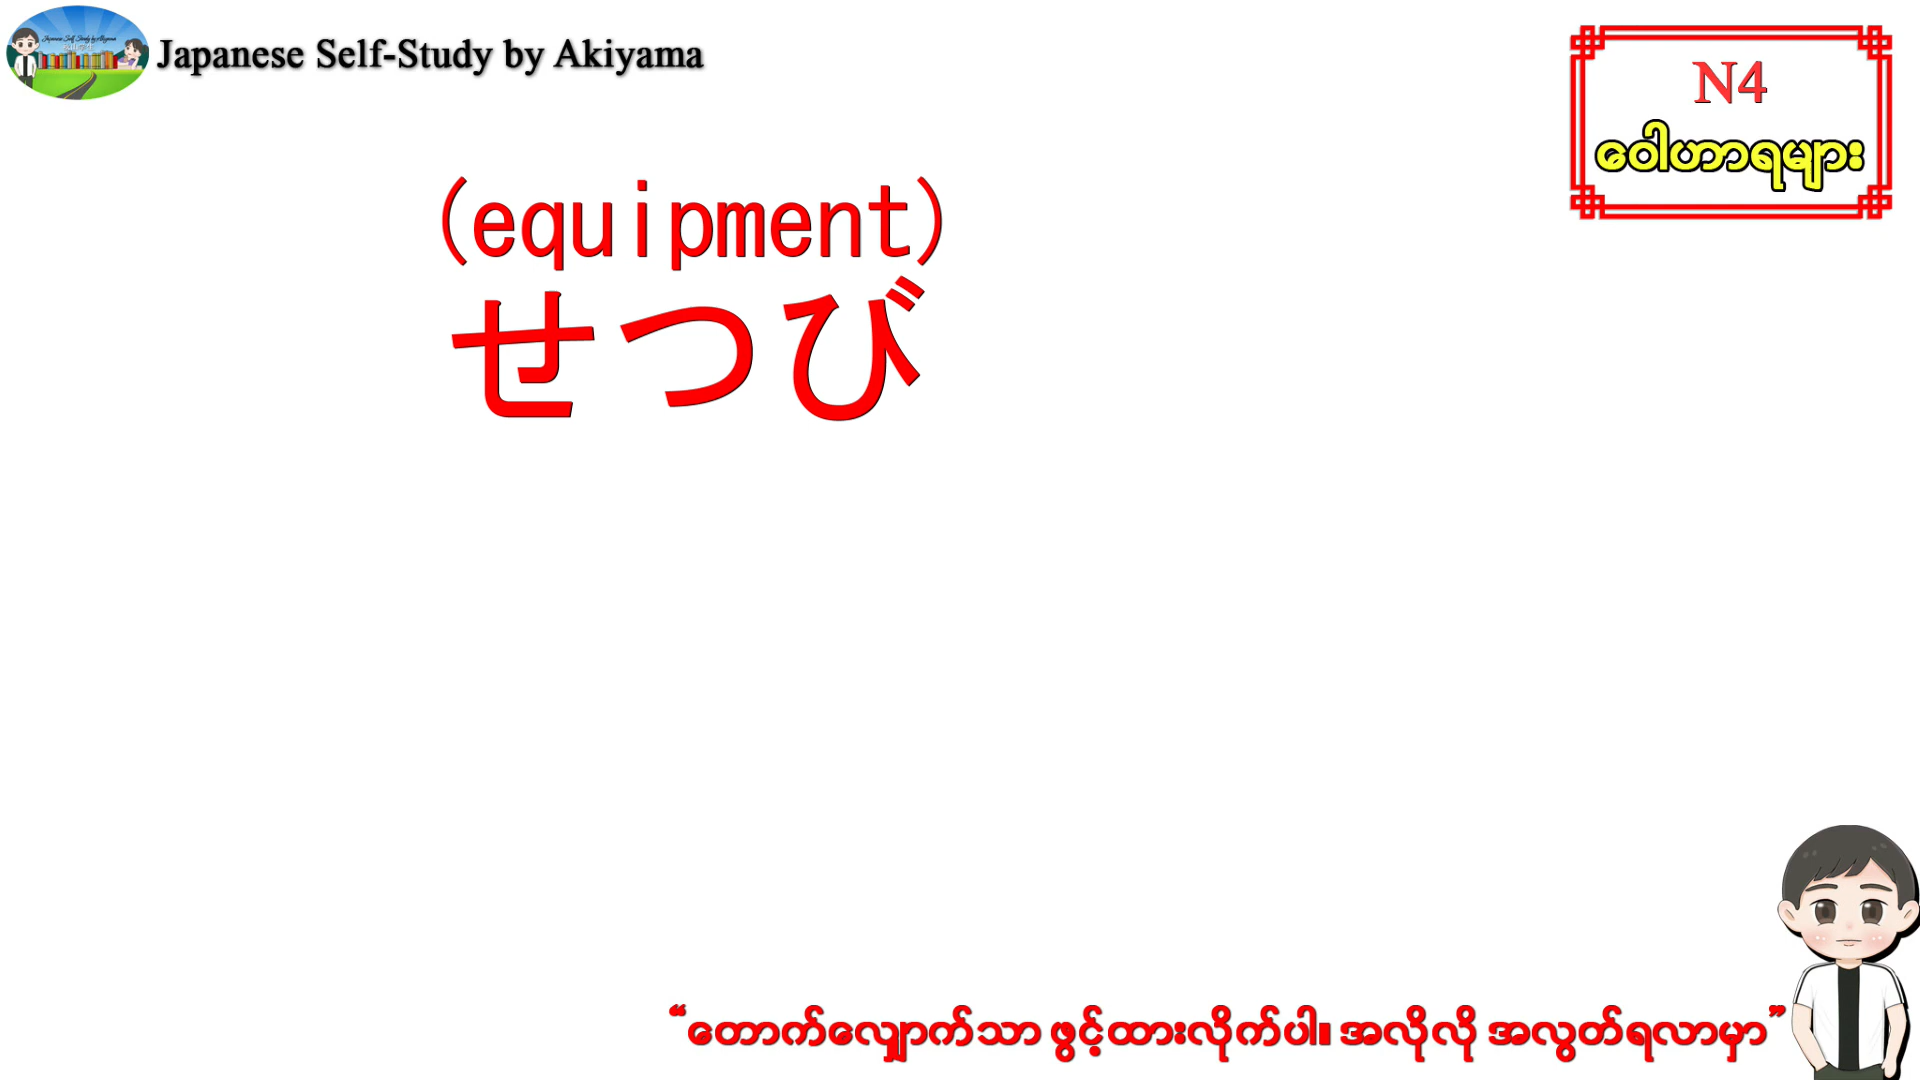 Japanese Self-Study by Akiyama
N4
ဝေါဟာရများ
(equipment)
せつび
“တောက်လျှောက်သာ ဖွင့်ထားလိုက်ပါ။ အလိုလို အလွတ်ရလာမှာ”